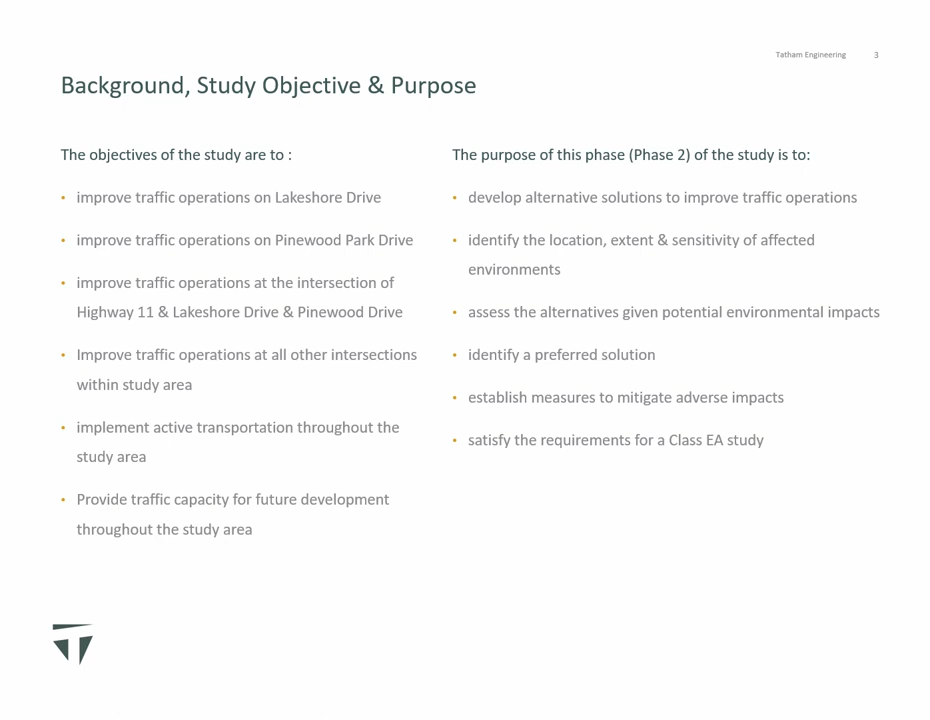 Tatham Engineering 3
Background, Study Objective & Purpose
The objectives of the study are to :
• improve traffic operations on Lakeshore Drive
• improve traffic operations on Pinewood Park Drive
• improve traffic operations at the intersection of
Highway 11 & Lakeshore Drive & Pinewood Drive
• Improve traffic operations at all other intersections
within study area
• implement active transportation throughout the
study area
• Provide traffic capacity for future development
throughout the study area
The purpose of this phase (Phase 2) of the study is to:
• develop alternative solutions to improve traffic operations
• identify the location, extent & sensitivity of affected
environments
• assess the alternatives given potential environmental impacts
• identify a preferred solution
• establish measures to mitigate adverse impacts
• satisfy the requirements for a Class EA study